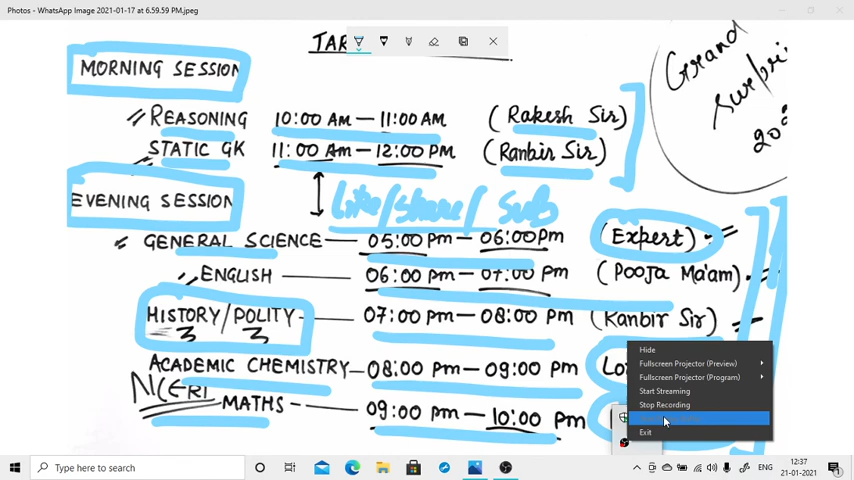 Photos - WhatsApp Image 2021-01-17 at 6.59.59 PM.jpeg
MORNING SESSION
Grand
REASONING 10:00 AM — 11:00 AM (Rakesh Sir)
STATIC GK 11:00 Am — 12:00 PM (Ranbir Sir)
EVENING SESSION
Like/share/ Sub
GENERAL SCIENCE — 05:00 Pm — 06:00 Pm (Expert)
ENGLISH — 06:00 Pm — 07:00 Pm (Pooja Ma'am)
HISTORY/POLITY — 07:00 Pm — 08:00 Pm (Ranbir Sir)
ACADEMIC CHEMISTRY — 08:00 Pm — 09:00 Pm
NCERT
MATHS — 09:00 Pm — 10:00 Pm
Hide
Fullscreen Projector (Preview)
Fullscreen Projector (Program)
Start Streaming
Stop Recording
Exit
Type here to search
ENG
12:37
21-01-2021